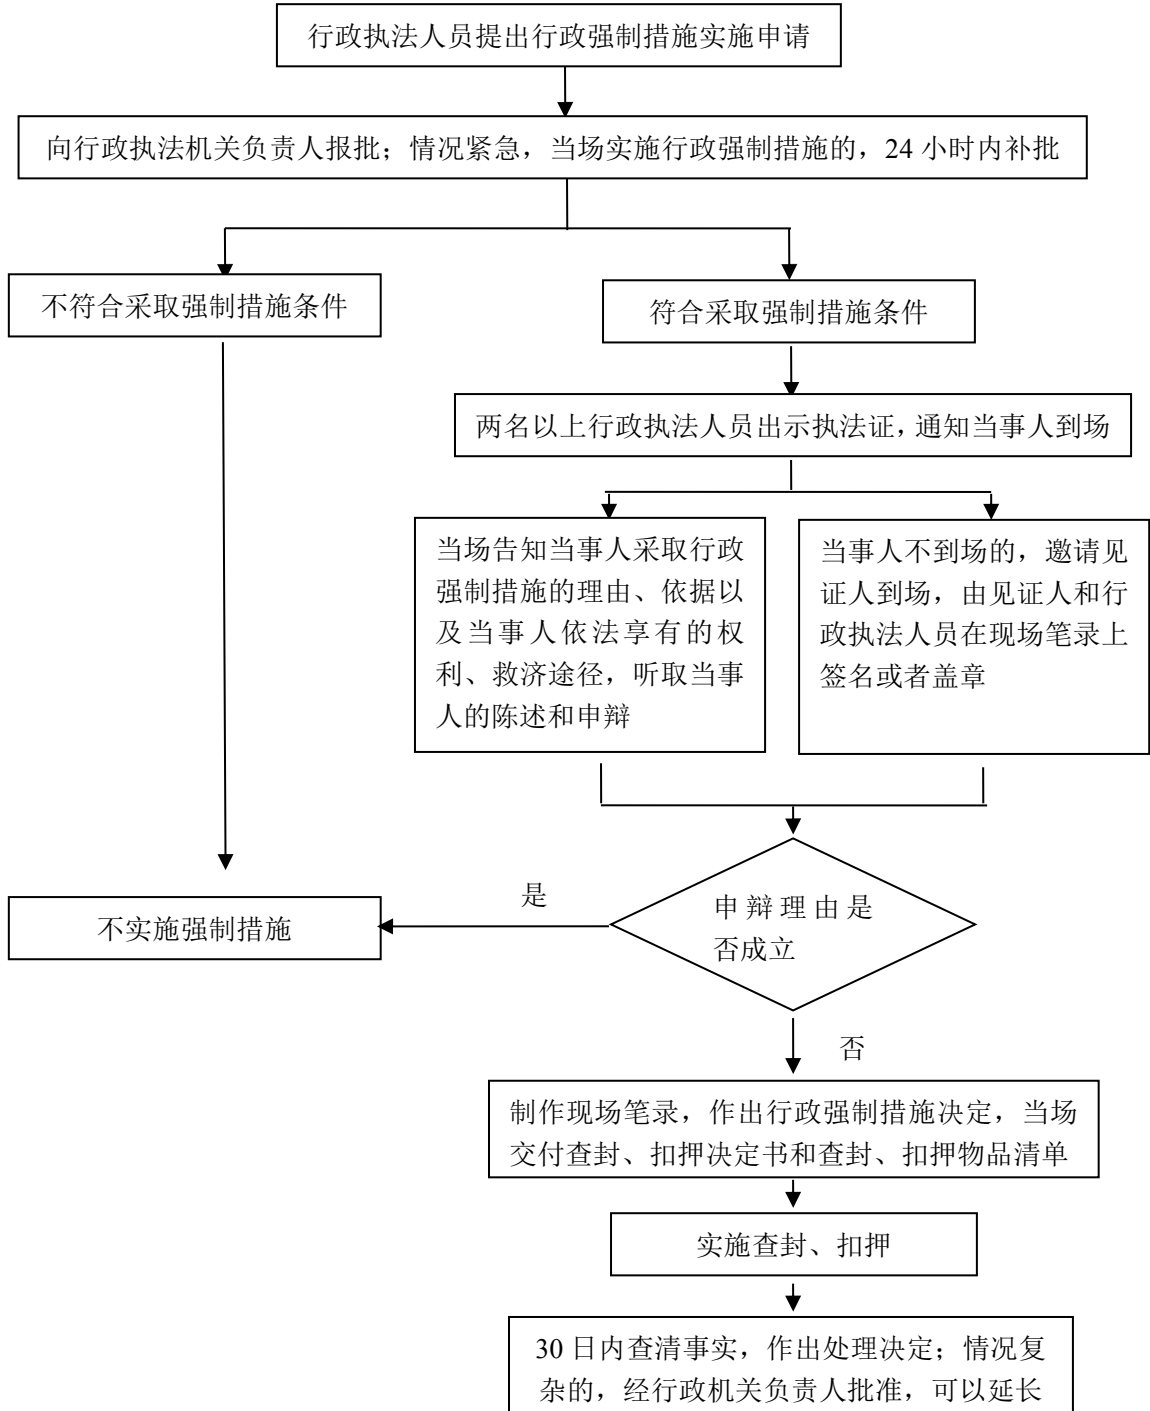 行政执法人员提出行政强制措施实施申请
向行政执法机关负责人报批；情况紧急，当场实施行政强制措施的，24 小时内补批
不符合采取强制措施条件
符合采取强制措施条件
两名以上行政执法人员出示执法证，通知当事人到场
当场告知当事人采取行政
强制措施的理由、依据以
及当事人依法享有的权
利、救济途径，听取当事
人的陈述和申辩
当事人不到场的，邀请见
证人到场，由见证人和行
政执法人员在现场笔录上
签名或者盖章
申辩理由是
否成立
是
不实施强制措施
否
制作现场笔录，作出行政强制措施决定，当场
交付查封、扣押决定书和查封、扣押物品清单
实施查封、扣押
30 日内查清事实，作出处理决定；情况复
杂的，经行政机关负责人批准，可以延长